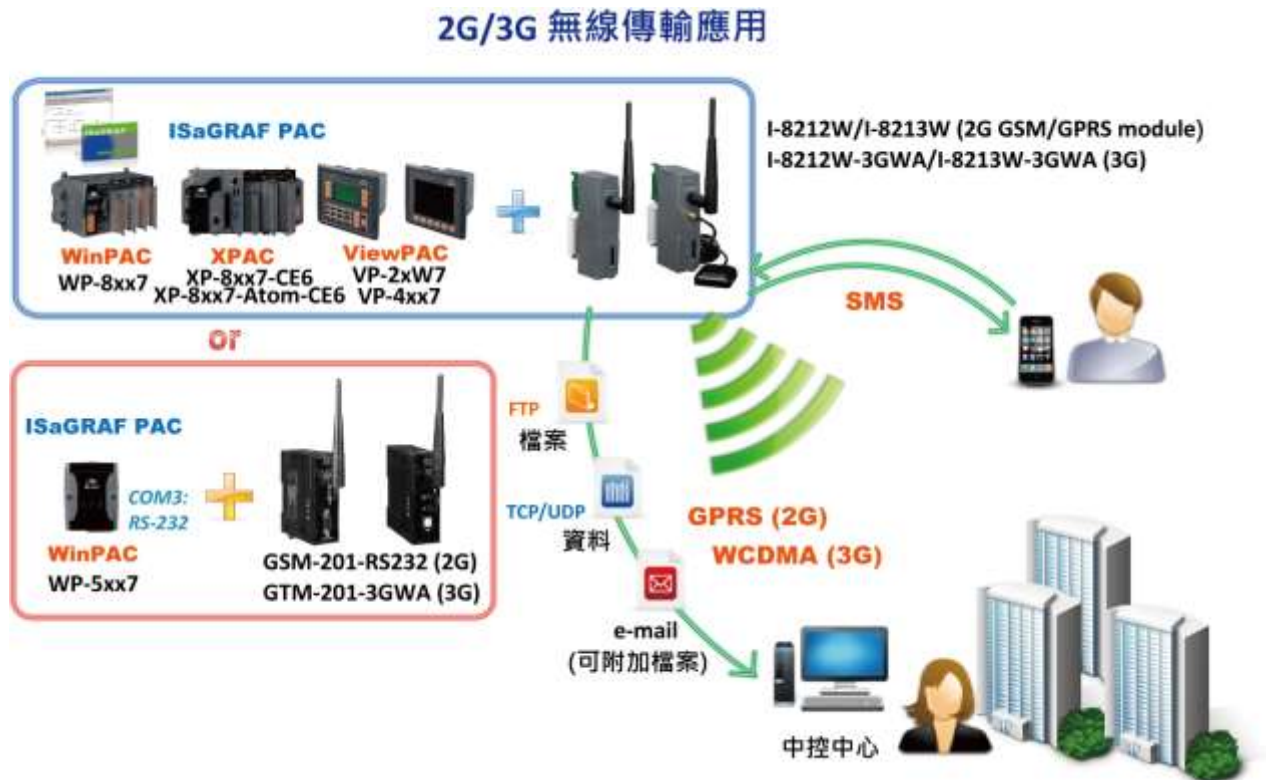 2G/3G 無線傳輸應用
ISaGRAF
ISaGRAF PAC
WinPAC
WP-8xx7
XPAC
XP-8xx7-CE6
XP-8xx7-Atom-CE6
ViewPAC
VP-2xW7
VP-4xx7
I-8212W/I-8213W (2G GSM/GPRS module)
I-8212W-3GWA/I-8213W-3GWA (3G)
SMS
or
ISaGRAF PAC
COM3:
RS-232
WinPAC
WP-5xx7
GSM-201-RS232 (2G)
GTM-201-3GWA (3G)
FTP
檔案
TCP/UDP
資料
e-mail
(可附加檔案)
GPRS (2G)
WCDMA (3G)
中控中心